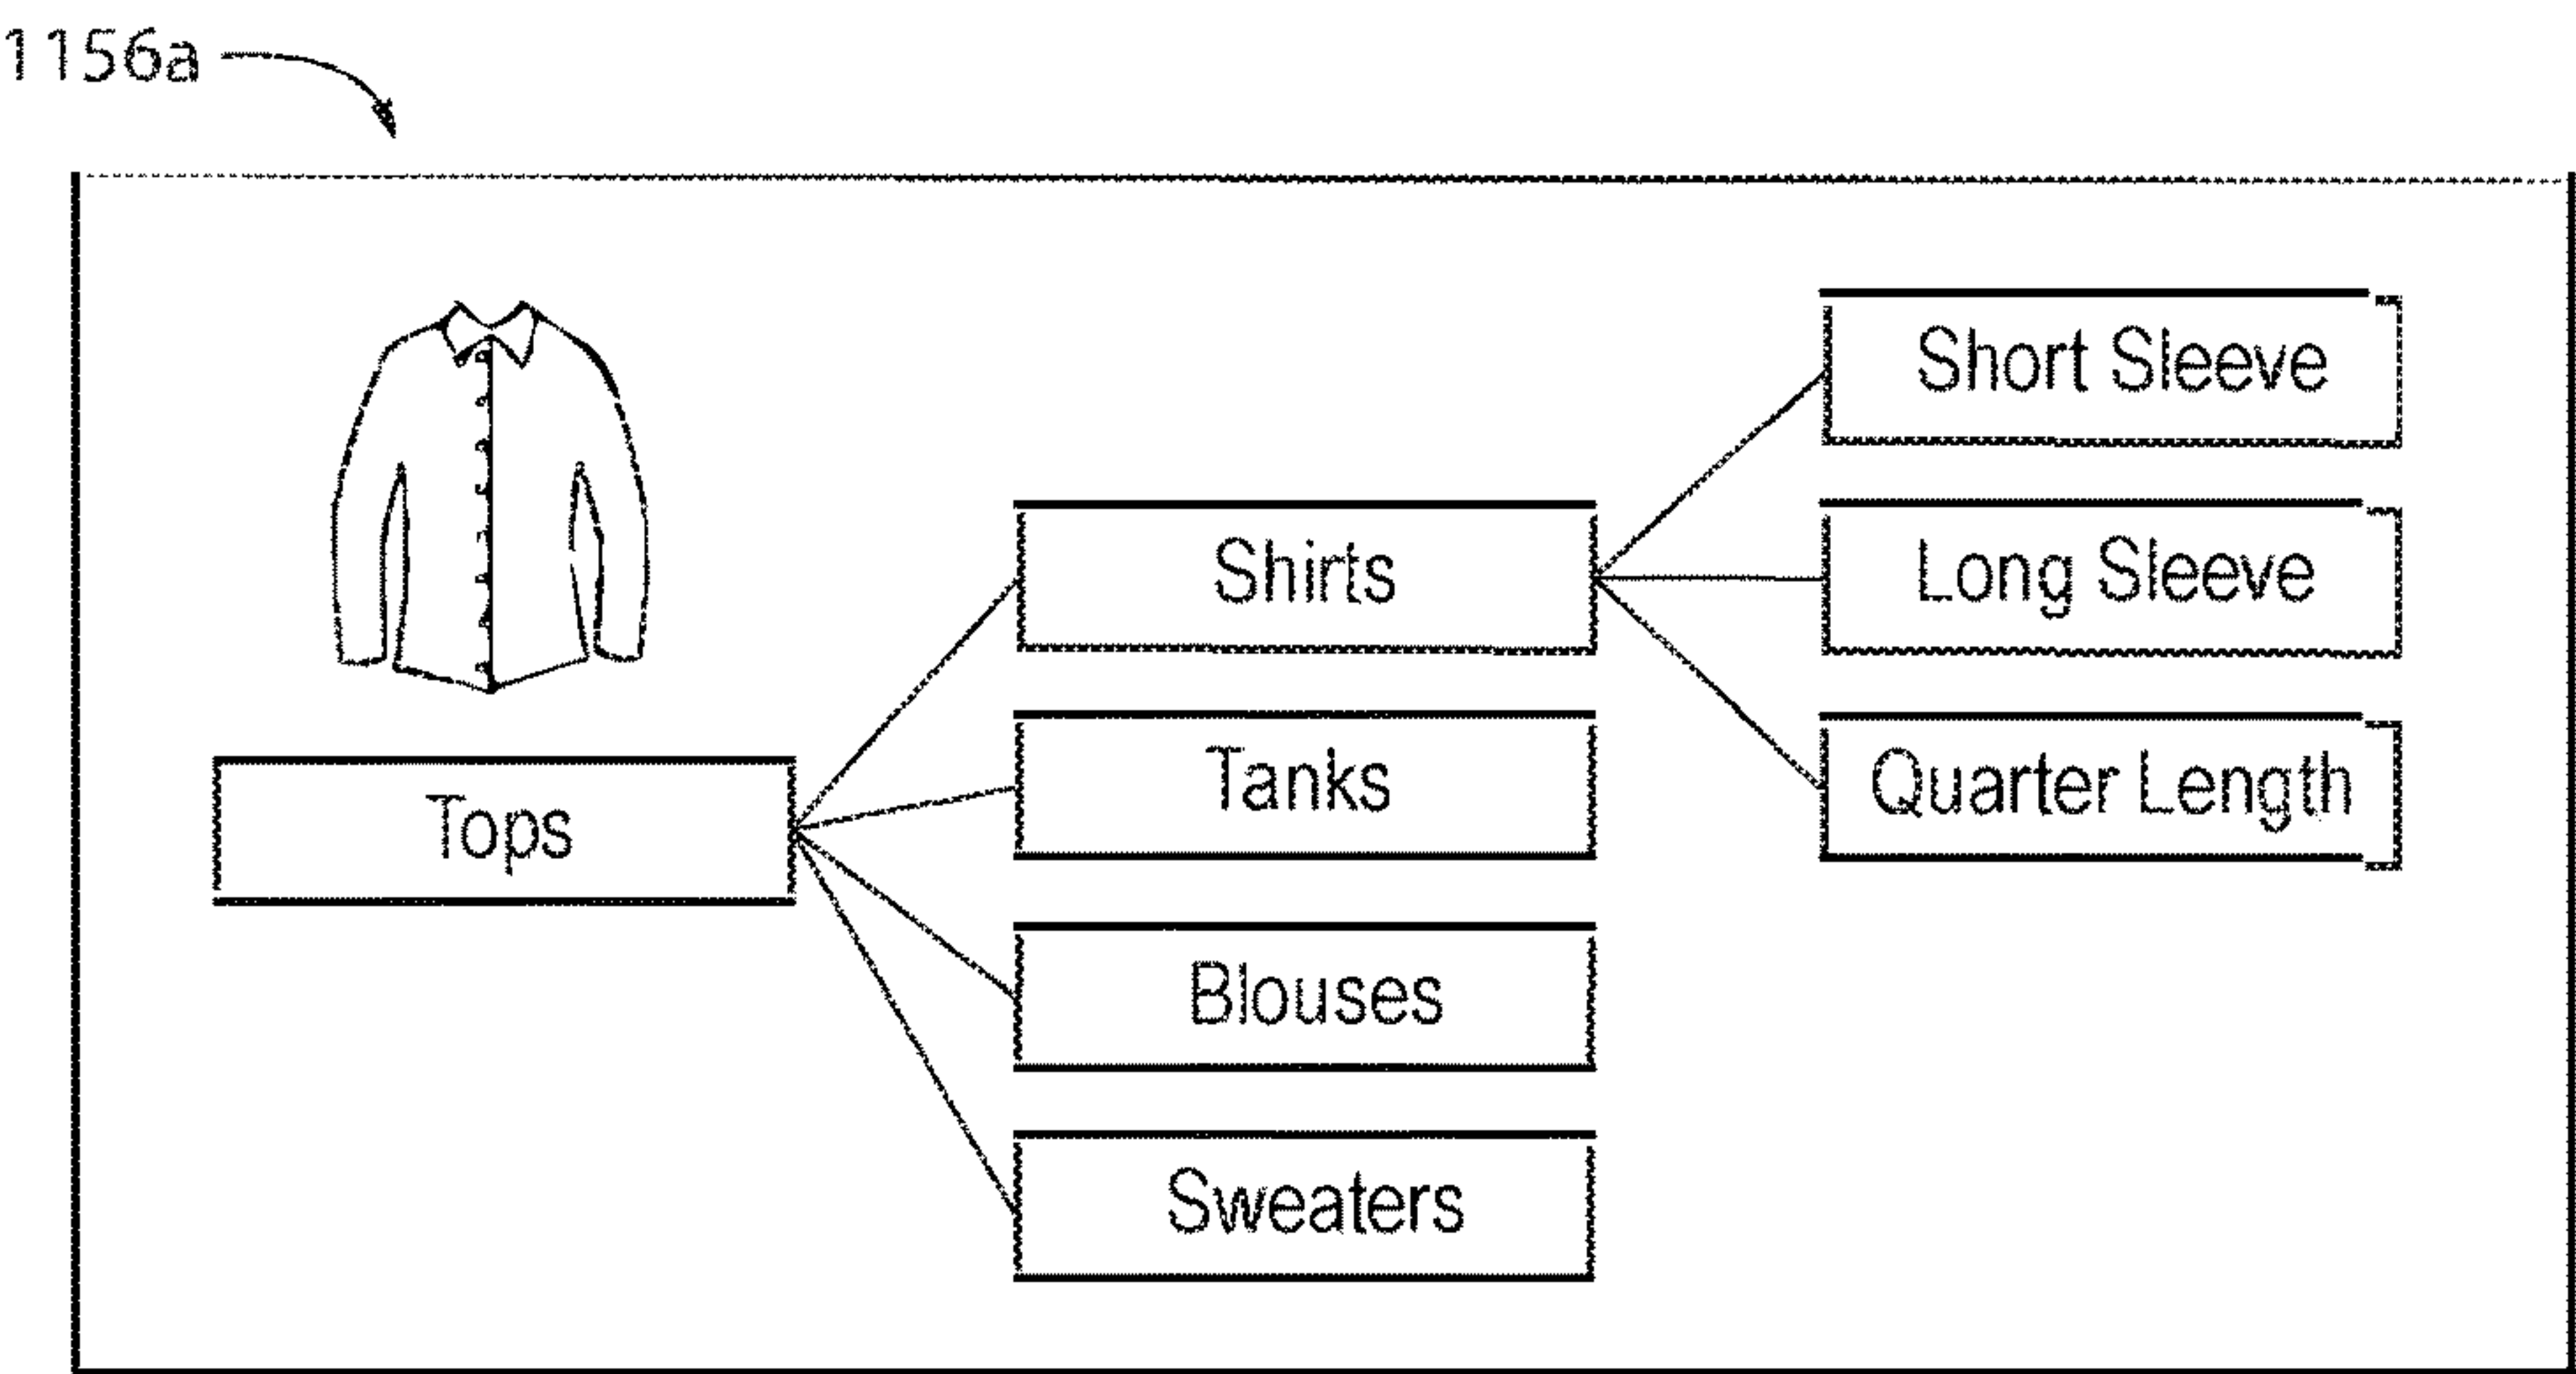 1156a
Tops
Shirts
Tanks
Blouses
Sweaters
Short Sleeve
Long Sleeve
Quarter Length